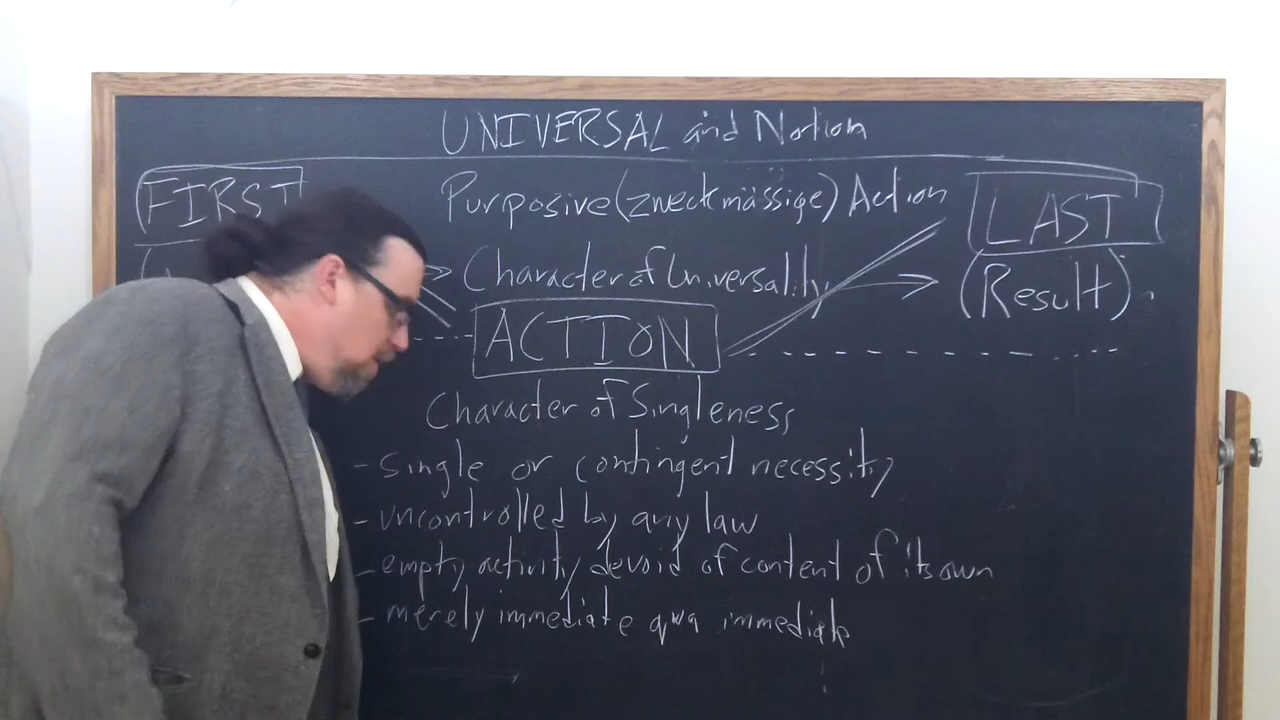 UNIVERSAL and Notion
FIRST
Purposive (zweckmässige) Action
LAST
Character of Universality
(Result)
ACTION
Character of Singleness
- single or contingent necessity
- uncontrolled by any law
- empty activity devoid of content of its own
- merely immediate qua immediate